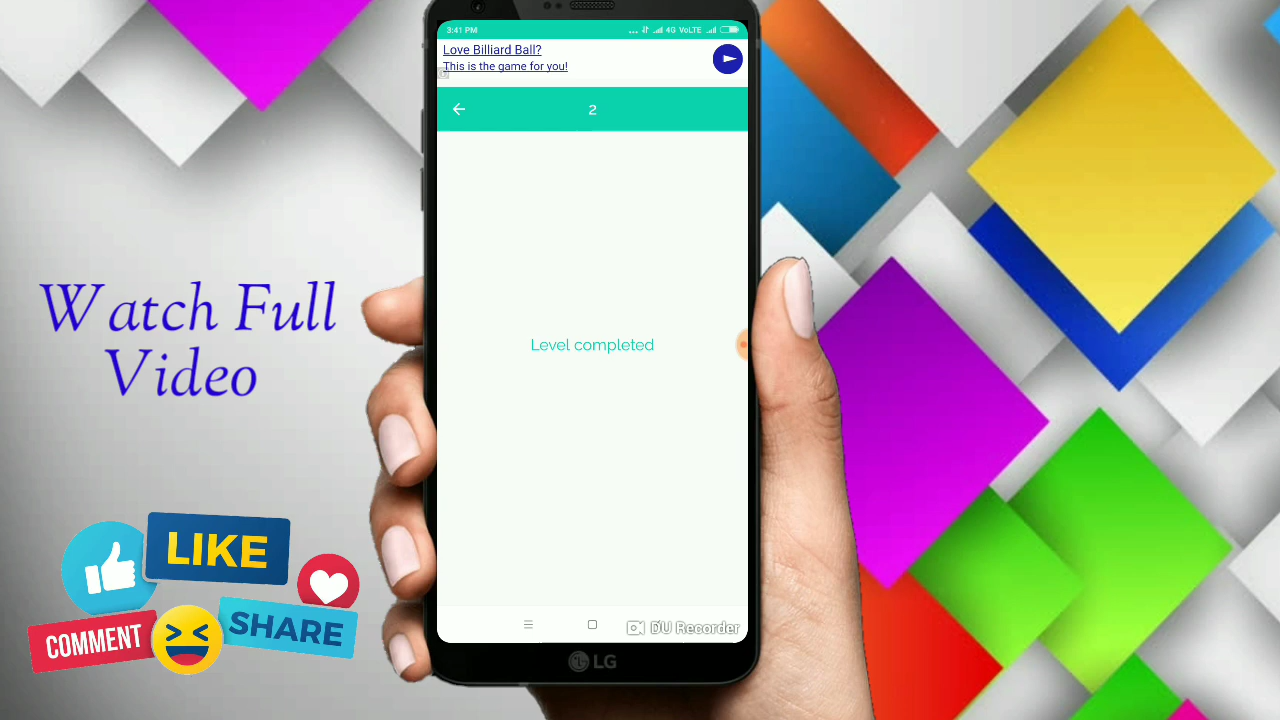 3:41 PM
4G VoLTE
Love Billiard Ball?
This is the game for you!
2
Watch Full
Video
Level completed
LIKE
COMMENT
SHARE
DU Recorder
LG